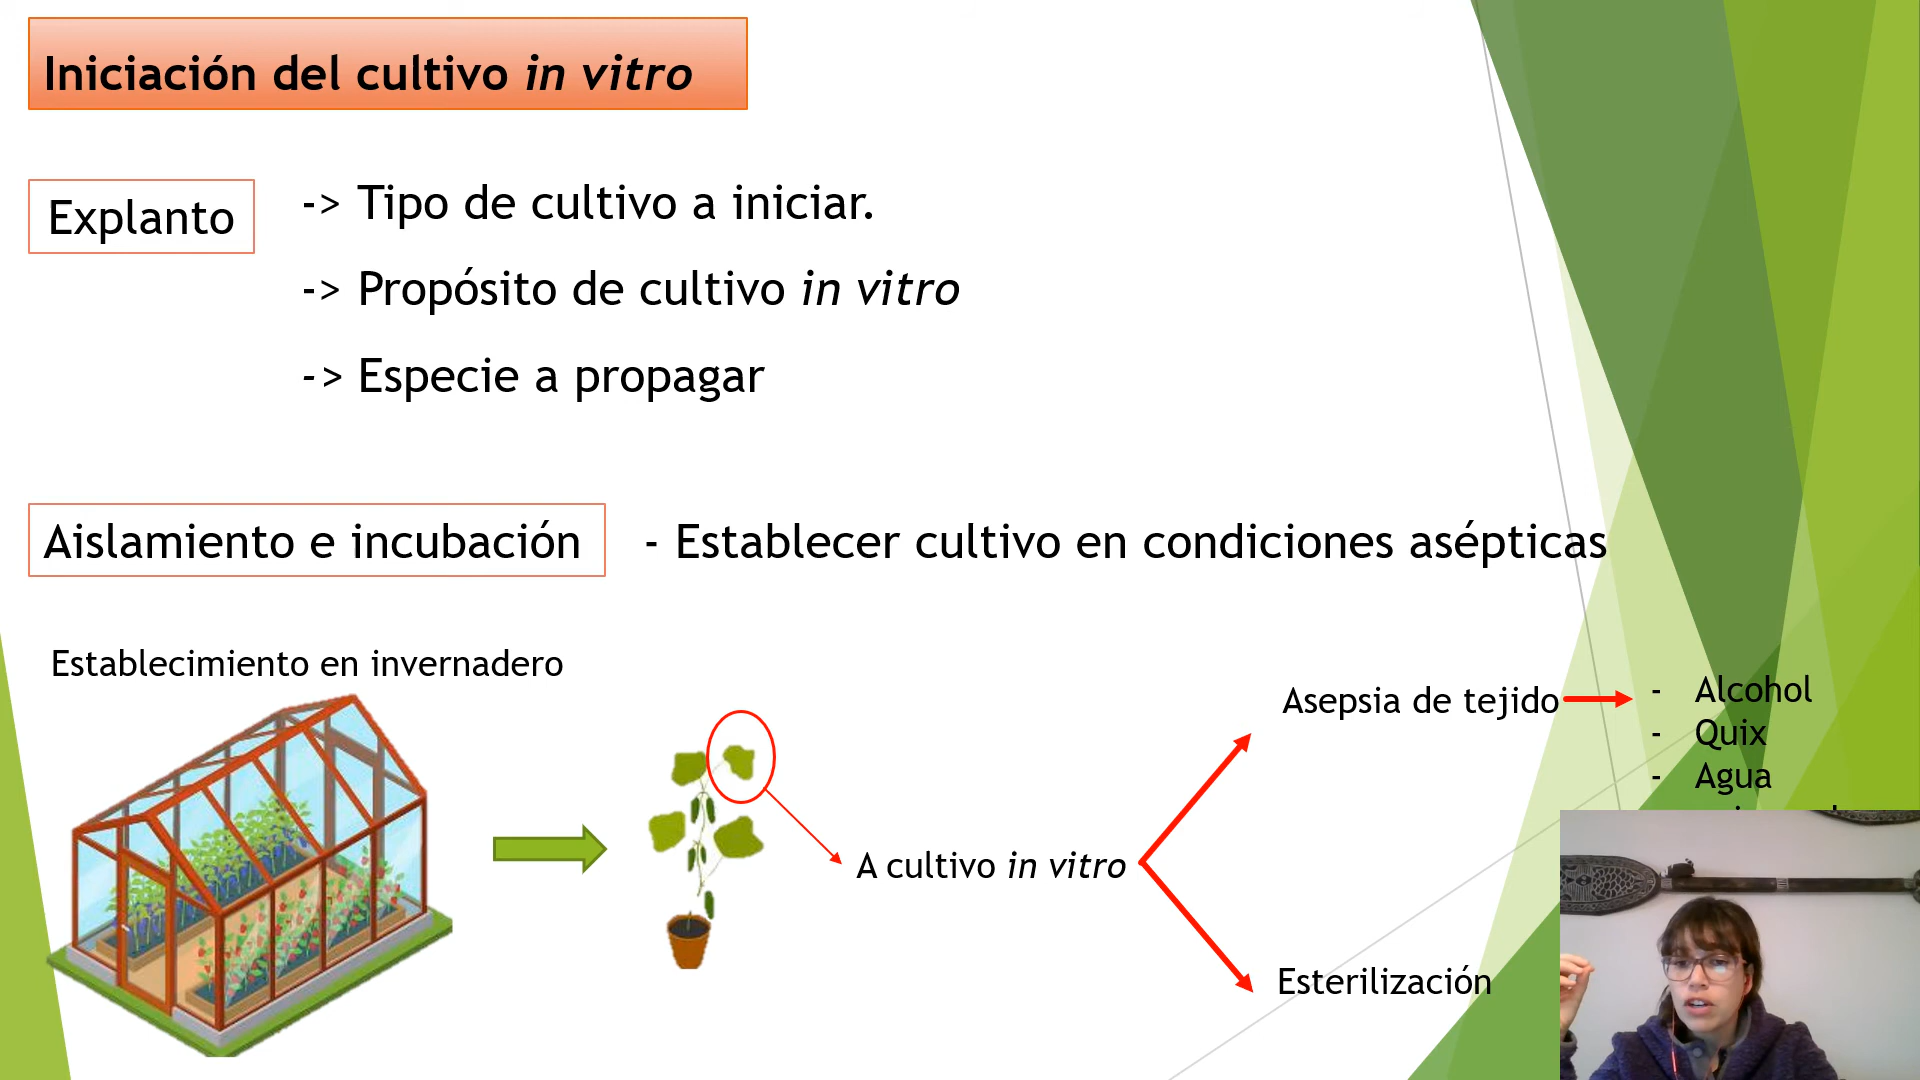 Iniciación del cultivo in vitro
Explanto
-> Tipo de cultivo a iniciar.
-> Propósito de cultivo in vitro
-> Especie a propagar
Aislamiento e incubación
- Establecer cultivo en condiciones asépticas
Establecimiento en invernadero
A cultivo in vitro
Asepsia de tejido
- Alcohol
- Quix
- Agua
Esterilización